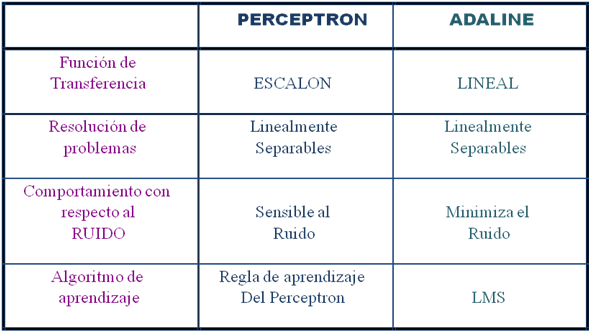 PERCEPTRON ADALINE
Función de
Transferencia ESCALON LINEAL
Resolución de
problemas Linealmente
Separables Linealmente
Separables
Comportamiento con
respecto al
RUIDO Sensible al
Ruido Minimiza el
Ruido
Algoritmo de
aprendizaje Regla de aprendizaje
Del Perceptron LMS